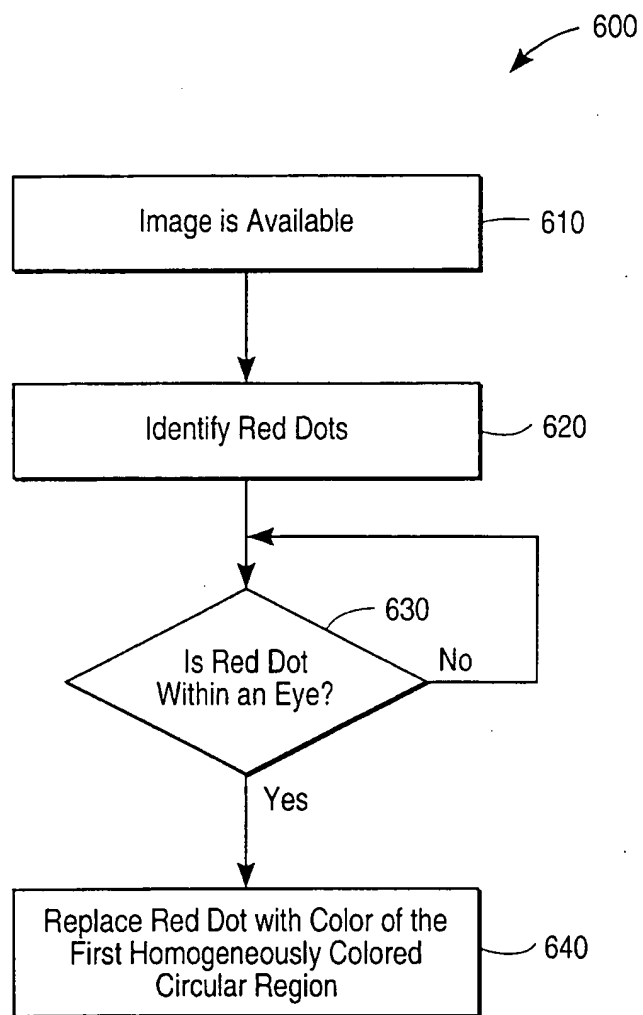 600
Image is Available
610
Identify Red Dots
620
630
Is Red Dot
Within an Eye?
No
Yes
Replace Red Dot with Color of the
First Homogeneously Colored
Circular Region
640